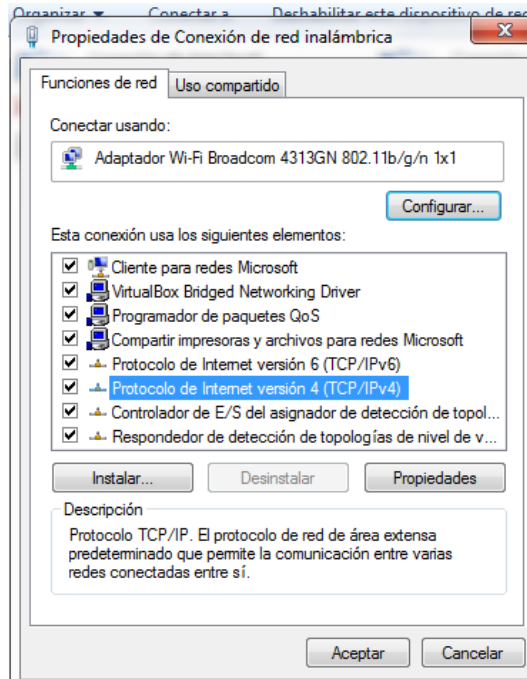 Organizar Conectar a Deshabilitar este dispositivo de red
Propiedades de Conexión de red inalámbrica
Funciones de red Uso compartido
Conectar usando:
Adaptador Wi-Fi Broadcom 4313GN 802.11b/g/n 1x1
Configurar...
Esta conexión usa los siguientes elementos:
Cliente para redes Microsoft
VirtualBox Bridged Networking Driver
Programador de paquetes QoS
Compartir impresoras y archivos para redes Microsoft
Protocolo de Internet versión 6 (TCP/IPv6)
Protocolo de Internet versión 4 (TCP/IPv4)
Controlador de E/S del asignador de detección de topol...
Respondedor de detección de topologías de nivel de v...
Instalar... Desinstalar Propiedades
Descripción
Protocolo TCP/IP. El protocolo de red de área extensa
predeterminado que permite la comunicación entre varias
redes conectadas entre sí.
Aceptar Cancelar